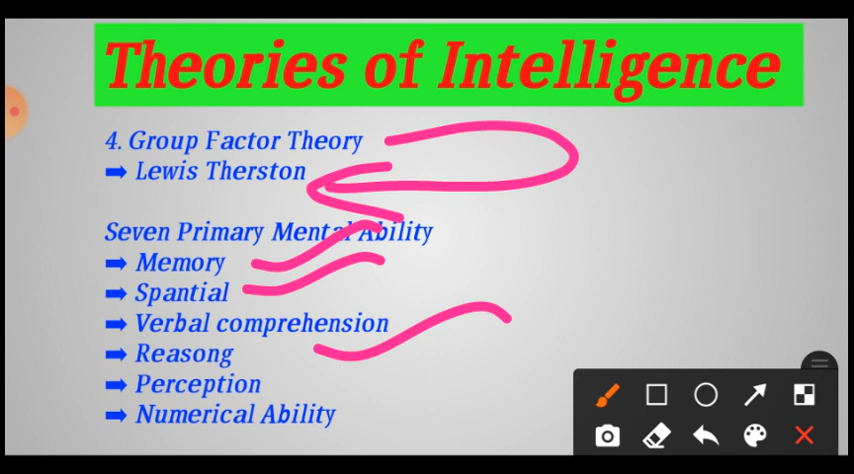 Theories of Intelligence
4. Group Factor Theory
➡ Lewis Therston
Seven Primary Mental Ability
➡ Memory
➡ Spantial
➡ Verbal comprehension
➡ Reasong
➡ Perception
➡ Numerical Ability